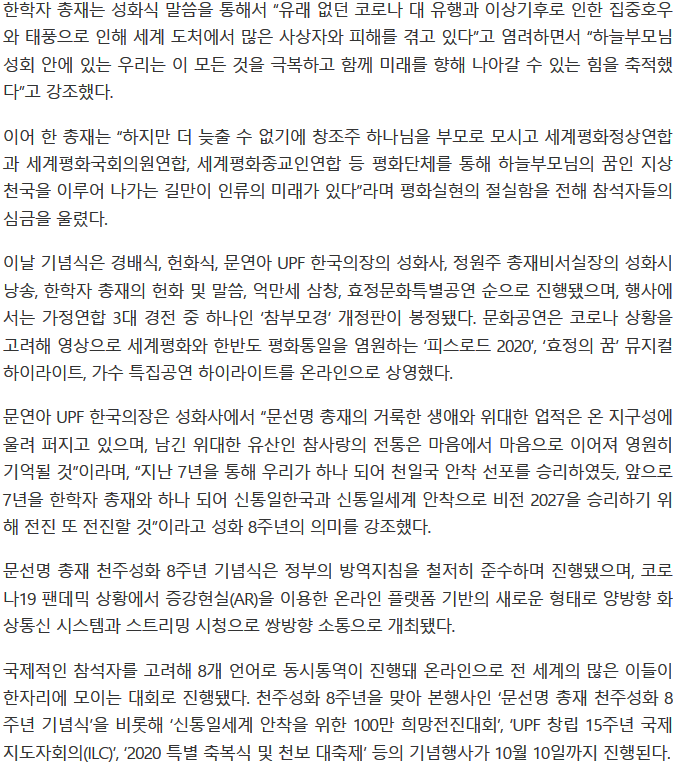 한학자 총재는 성화식 말씀을 통해서 “유래 없던 코로나 대 유행과 이상기후로 인한 집중호우
와 태풍으로 인해 세계 도처에서 많은 사상자와 피해를 겪고 있다”고 염려하면서 “하늘부모님
성회 안에 있는 우리는 이 모든 것을 극복하고 함께 미래를 향해 나아갈 수 있는 힘을 축적했
다”고 강조했다.
이어 한 총재는 “하지만 더 늦출 수 없기에 창조주 하나님을 부모로 모시고 세계평화정상연합
과 세계평화국회의원연합, 세계평화종교인연합 등 평화단체를 통해 하늘부모님의 꿈인 지상
천국을 이루어 나가는 길만이 인류의 미래가 있다”라며 평화실현의 절실함을 전해 참석자들의
심금을 울렸다.
이날 기념식은 경배식, 헌화식, 문연아 UPF 한국의장의 성화사, 정원주 총재비서실장의 성화시
낭송, 한학자 총재의 헌화 및 말씀, 억만세 삼창, 효정문화특별공연 순으로 진행됐으며, 행사에
서는 가정연합 3대 경전 중 하나인 ‘참부모경’ 개정판이 봉정됐다. 문화공연은 코로나 상황을
고려해 영상으로 세계평화와 한반도 평화통일을 염원하는 ‘피스로드 2020’, ‘효정의 꿈‘ 뮤지컬
하이라이트, 가수 특집공연 하이라이트를 온라인으로 상영했다.
문연아 UPF 한국의장은 성화사에서 “문선명 총재의 거룩한 생애와 위대한 업적은 온 지구성에
울려 퍼지고 있으며, 남긴 위대한 유산인 참사랑의 전통은 마음에서 마음으로 이어져 영원히
기억될 것”이라며, “지난 7년을 통해 우리가 하나 되어 천일국 안착 선포를 승리하였듯, 앞으로
7년을 한학자 총재와 하나 되어 신통일한국과 신통일세계 안착으로 비전 2027을 승리하기 위
해 전진 또 전진할 것”이라고 성화 8주년의 의미를 강조했다.
문선명 총재 천주성화 8주년 기념식은 정부의 방역지침을 철저히 준수하며 진행됐으며, 코로
나19 팬데믹 상황에서 증강현실(AR)을 이용한 온라인 플랫폼 기반의 새로운 형태로 양방향 화
상통신 시스템과 스트리밍 시청으로 쌍방향 소통으로 개최됐다.
국제적인 참석자를 고려해 8개 언어로 동시통역이 진행돼 온라인으로 전 세계의 많은 이들이
한자리에 모이는 대회로 진행됐다. 천주성화 8주년을 맞아 본행사인 ‘문선명 총재 천주성화 8
주년 기념식‘을 비롯해 ‘신통일세계 안착을 위한 100만 희망전진대회’, ‘UPF 창립 15주년 국제
지도자회의(ILC)’, ‘2020 특별 축복식 및 천보 대축제’ 등의 기념행사가 10월 10일까지 진행된다.